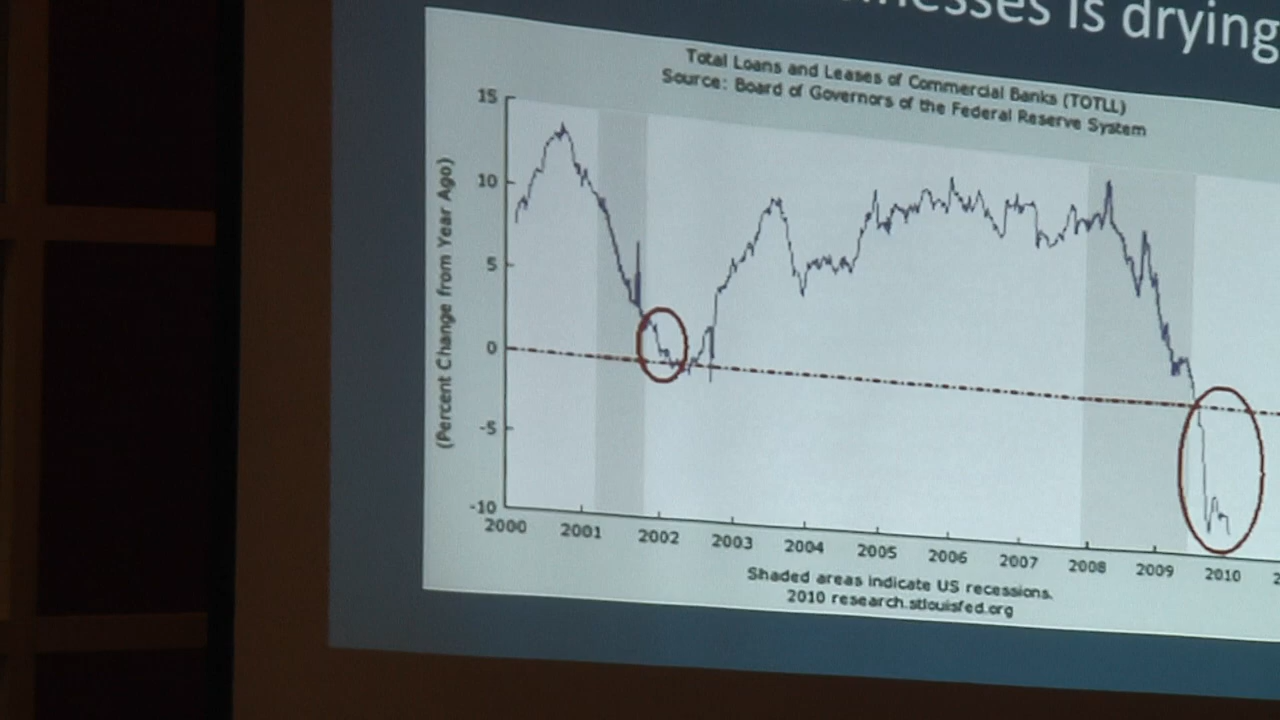 esses is drying
Total Loans and Leases of Commercial Banks (TOTLL)
Source: Board of Governors of the Federal Reserve System
(Percent Change from Year Ago)
15
10
5
0
-5
-10
2000 2001 2002 2003 2004 2005 2006 2007 2008 2009 2010
Shaded areas indicate US recessions.
2010 research.stlouisfed.org